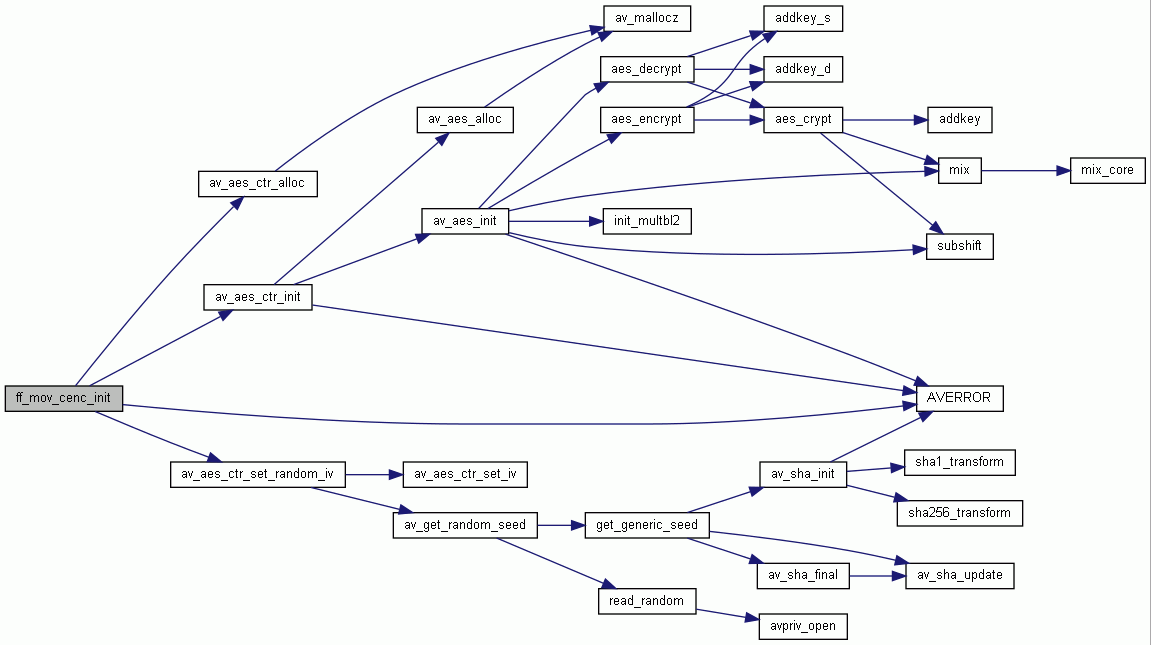 av_mallocz
addkey_s
aes_decrypt
addkey_d
av_aes_alloc
aes_encrypt
aes_crypt
addkey
av_aes_ctr_alloc
mix
mix_core
av_aes_init
init_multbl2
subshift
av_aes_ctr_init
ff_mov_cenc_init
AVERROR
av_aes_ctr_set_random_iv
av_aes_ctr_set_iv
av_sha_init
sha1_transform
sha256_transform
av_get_random_seed
get_generic_seed
av_sha_final
av_sha_update
read_random
avpriv_open